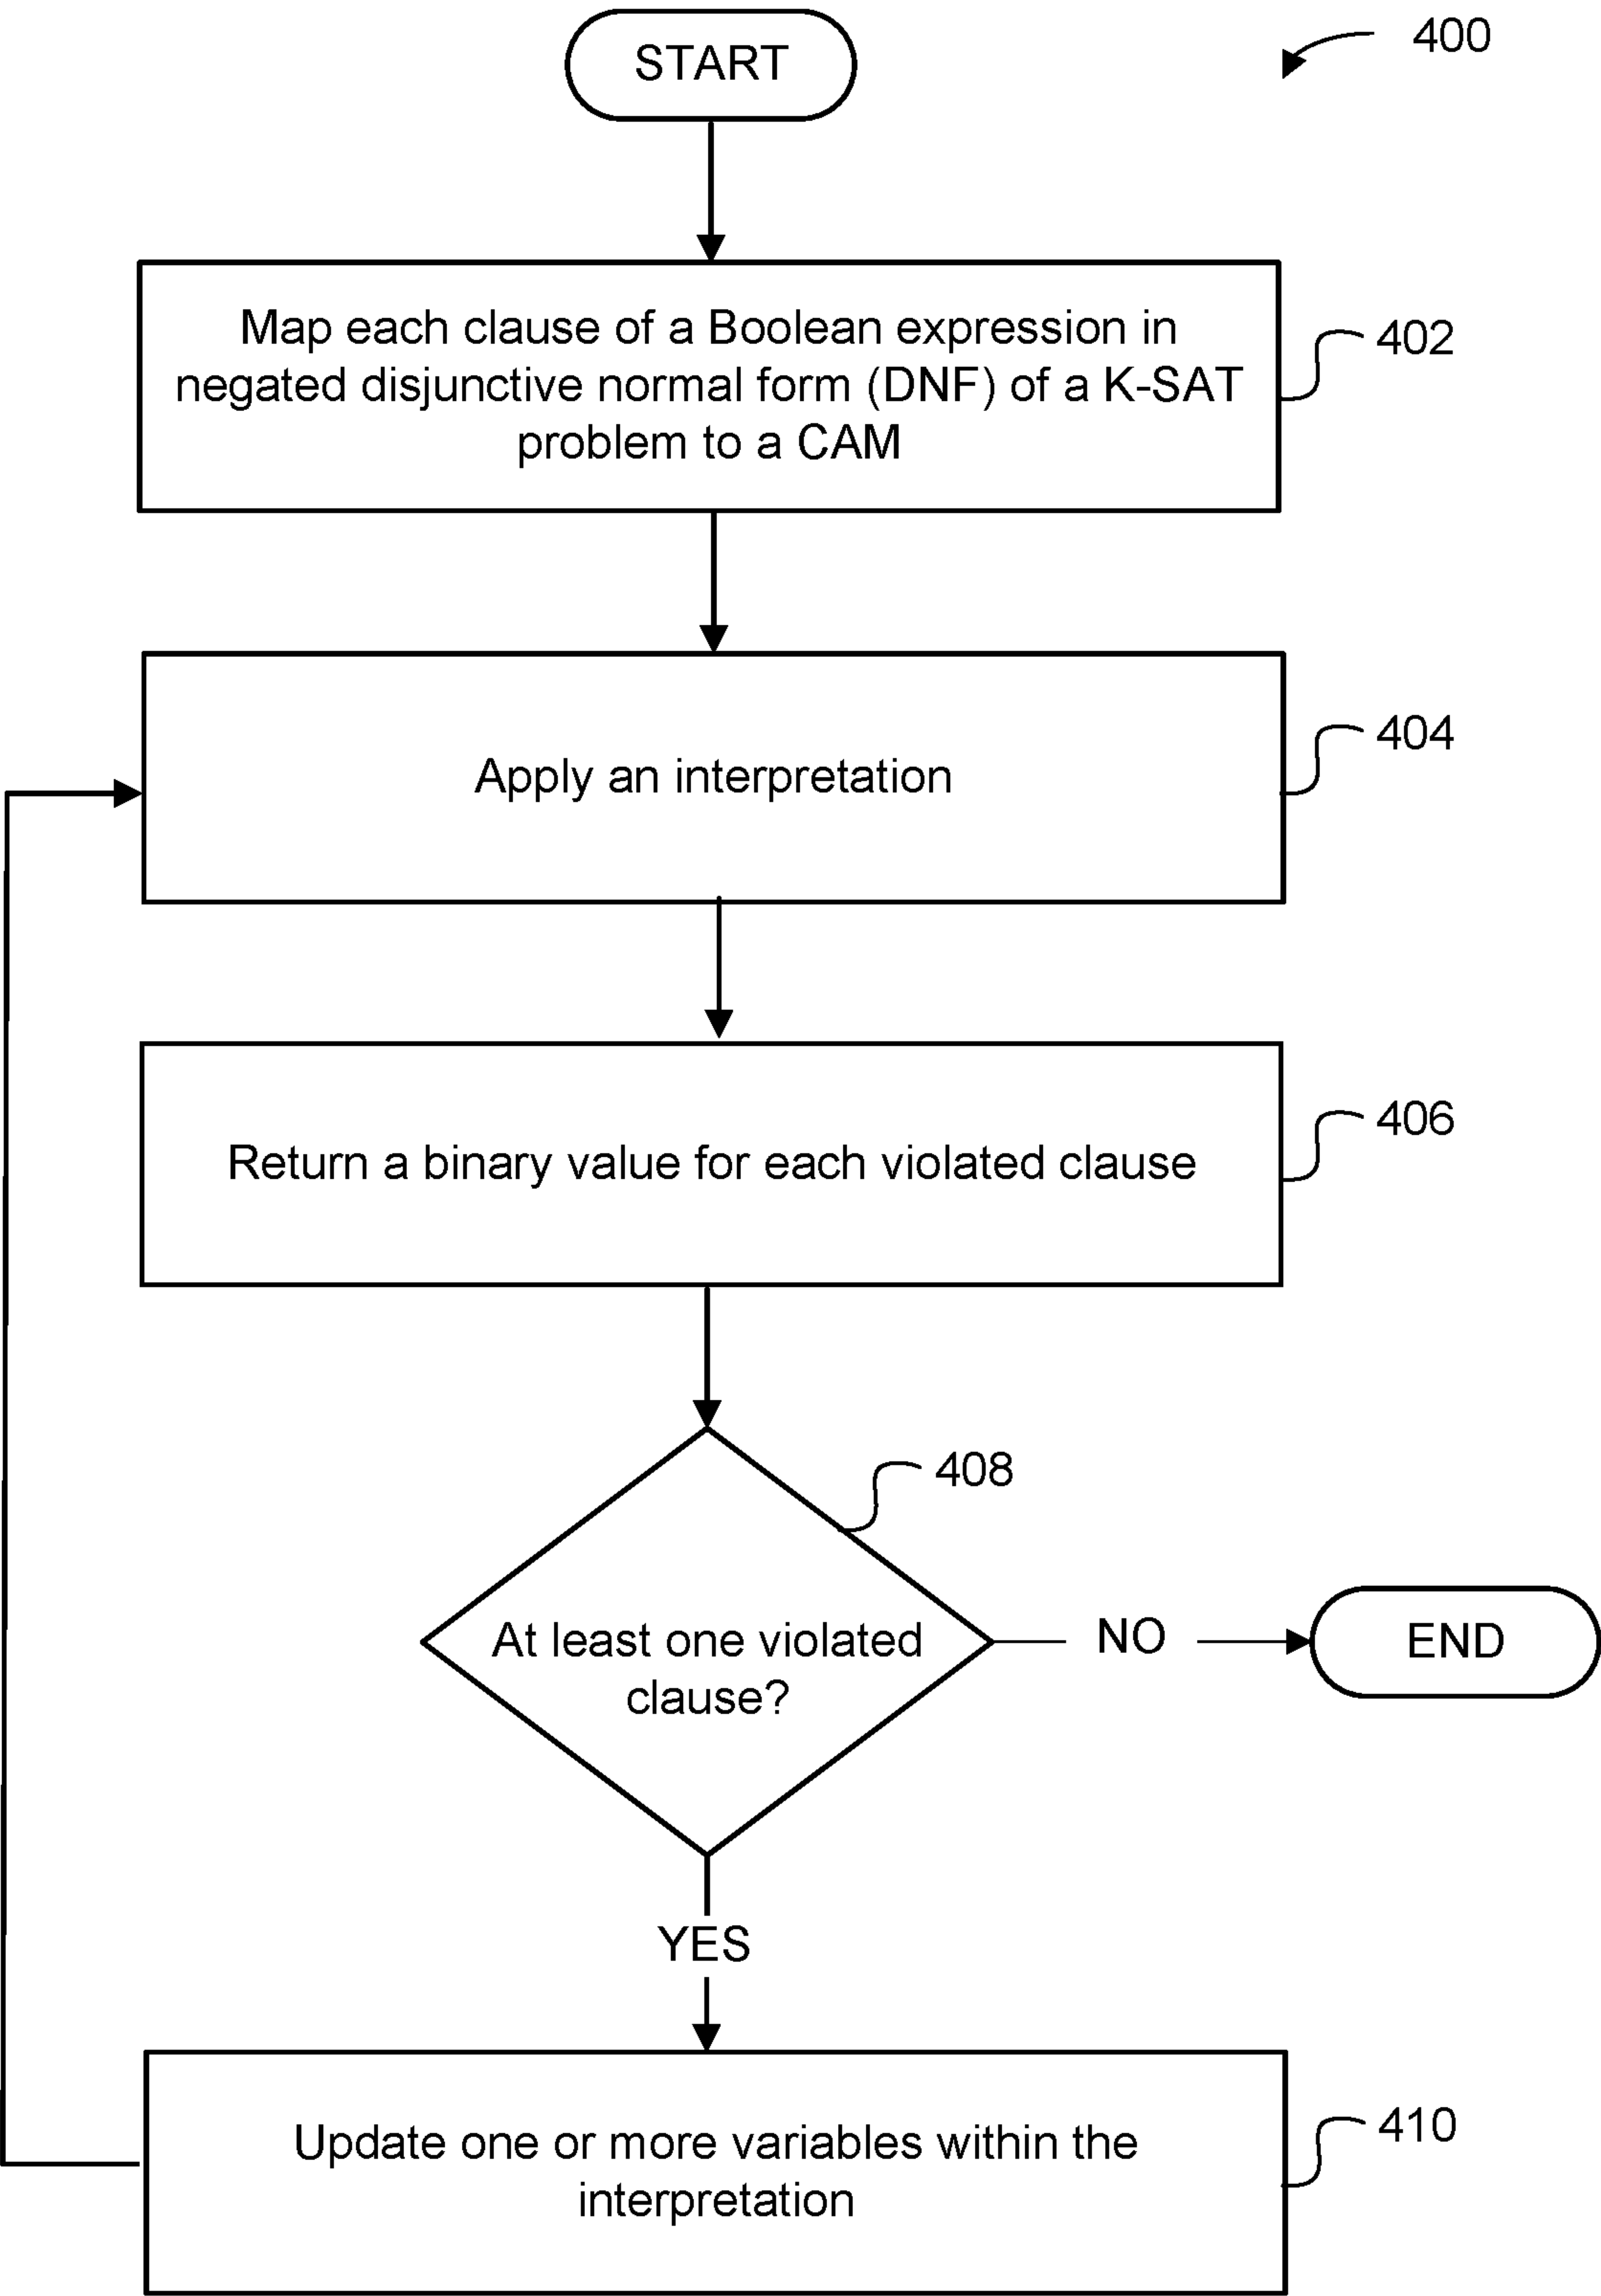 START
400
Map each clause of a Boolean expression in
negated disjunctive normal form (DNF) of a K-SAT
problem to a CAM
402
Apply an interpretation
404
Return a binary value for each violated clause
406
408
At least one violated
clause?
NO
END
YES
Update one or more variables within the
interpretation
410